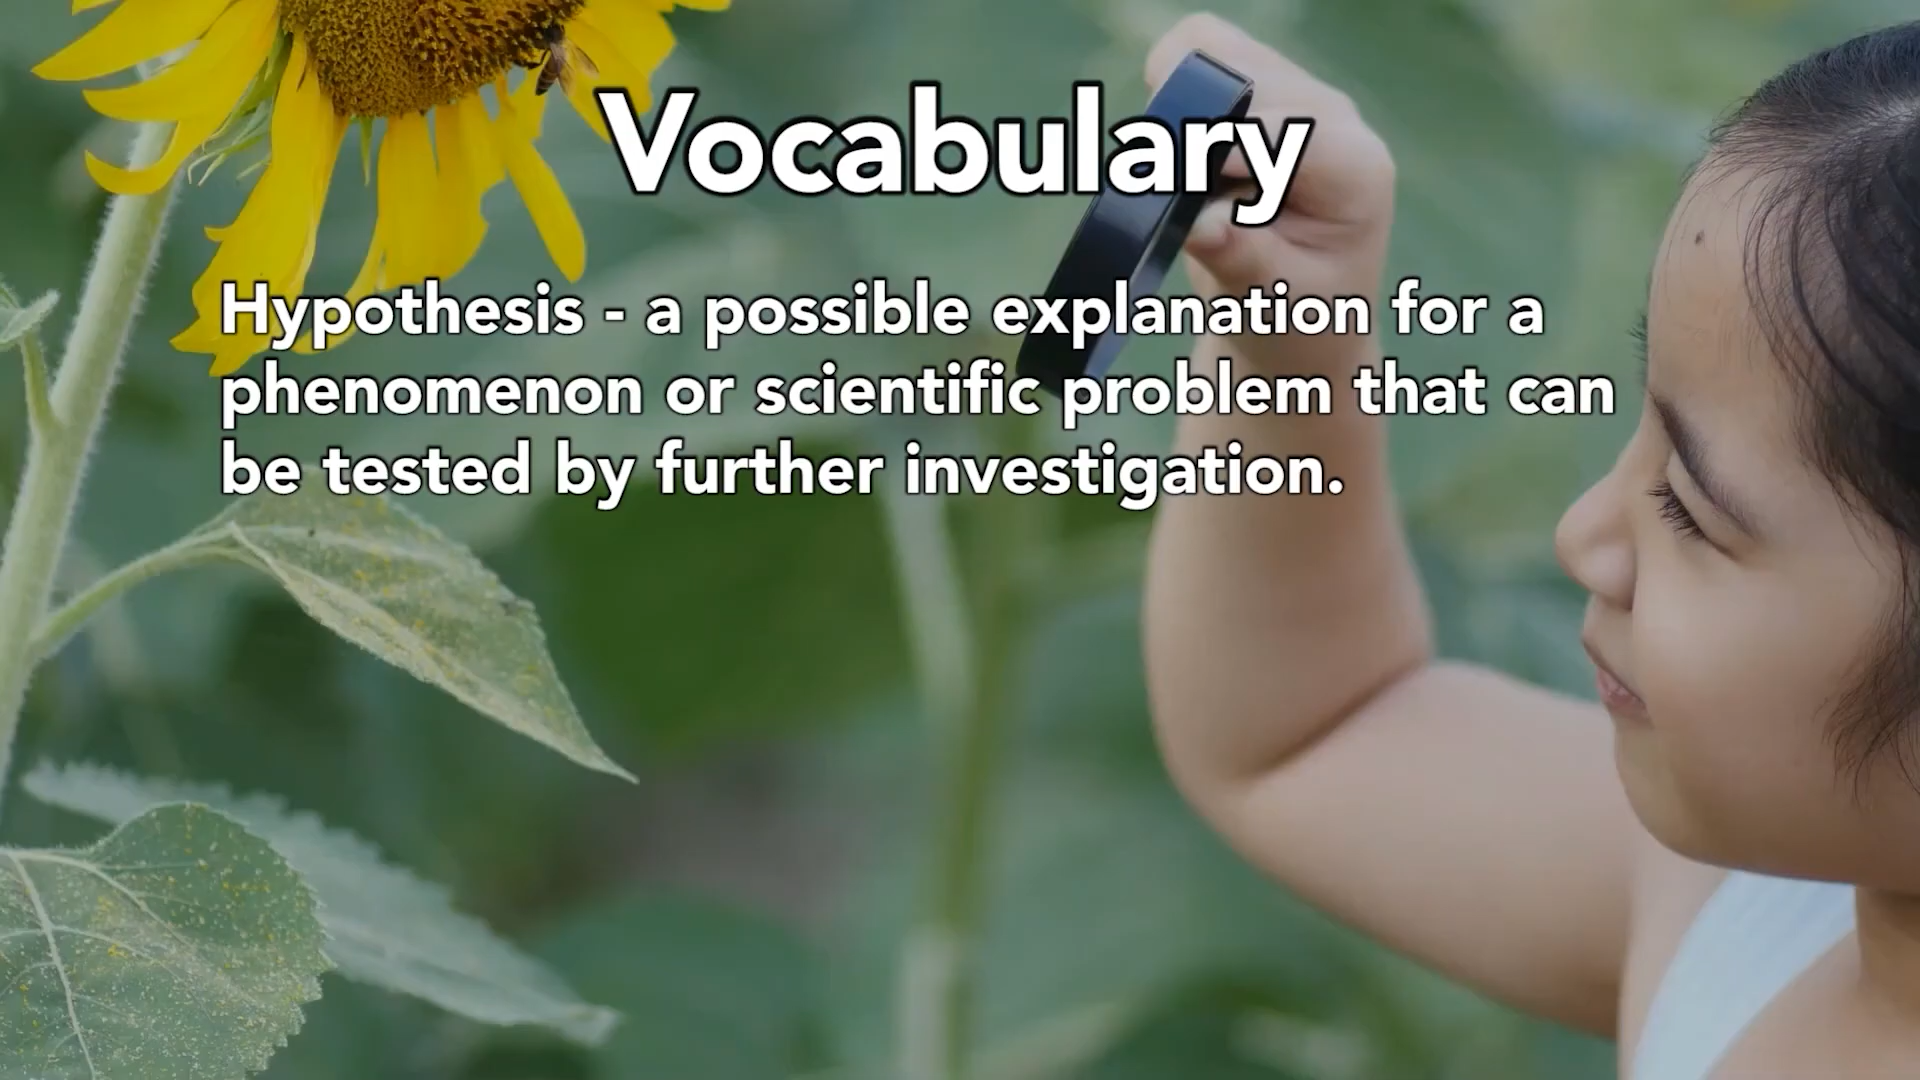 Vocabulary
Hypothesis - a possible explanation for a
phenomenon or scientific problem that can
be tested by further investigation.